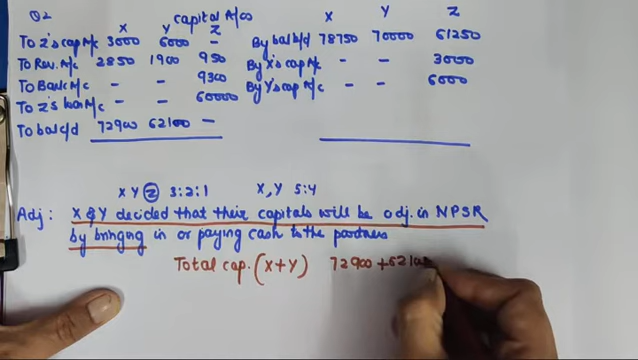 Q2 Capital A/cs
X Y Z X Y Z
To Z's cap A/c 3000 6000 - By bal b/d 78750 70000 61250
To Rev. A/c 2850 1900 950 By X's cap A/c - - 3000
To Bank A/c - - 9300 By Y's cap A/c - - 6000
To Z's loan A/c - - 60000
To bal c/d 72900 62100 -
X Y Z 3:2:1 X, Y 5:4
Adj: X & Y decided that their capitals will be adj. in NPSR
by bringing in or paying cash to the partners
Total cap. (X+Y) 72900 +